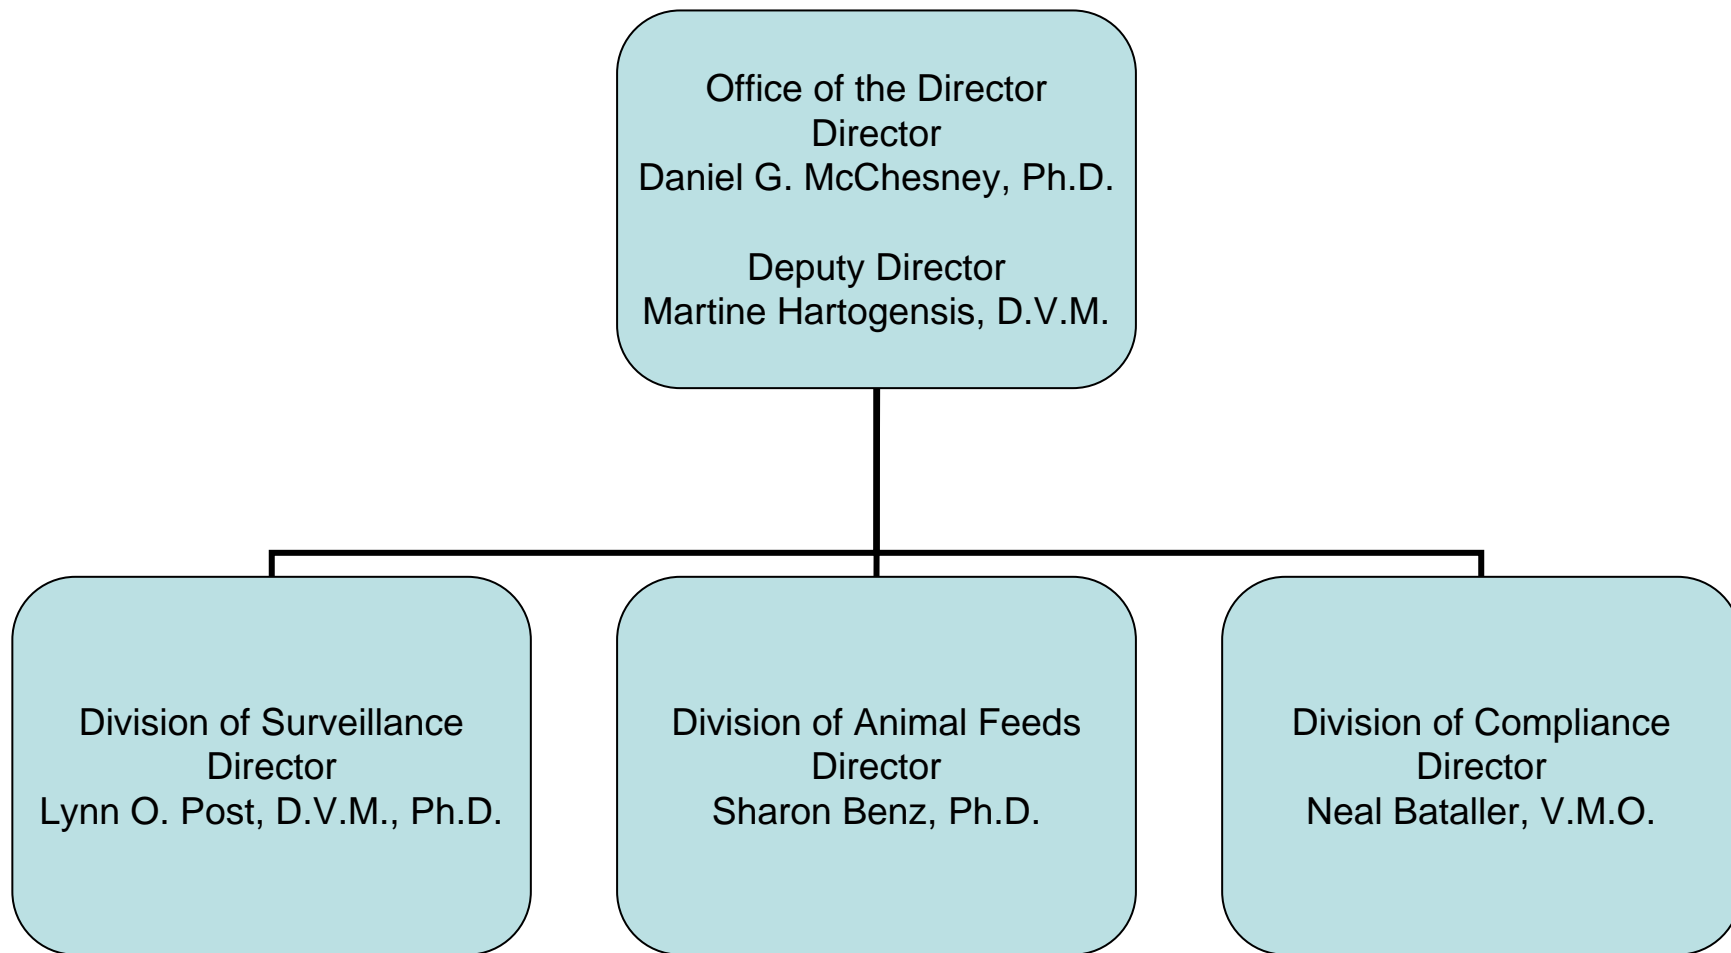 Office of the Director
Director
Daniel G. McChesney, Ph.D.
Deputy Director
Martine Hartogensis, D.V.M.
Division of Surveillance
Director
Lynn O. Post, D.V.M., Ph.D.
Division of Animal Feeds
Director
Sharon Benz, Ph.D.
Division of Compliance
Director
Neal Bataller, V.M.O.